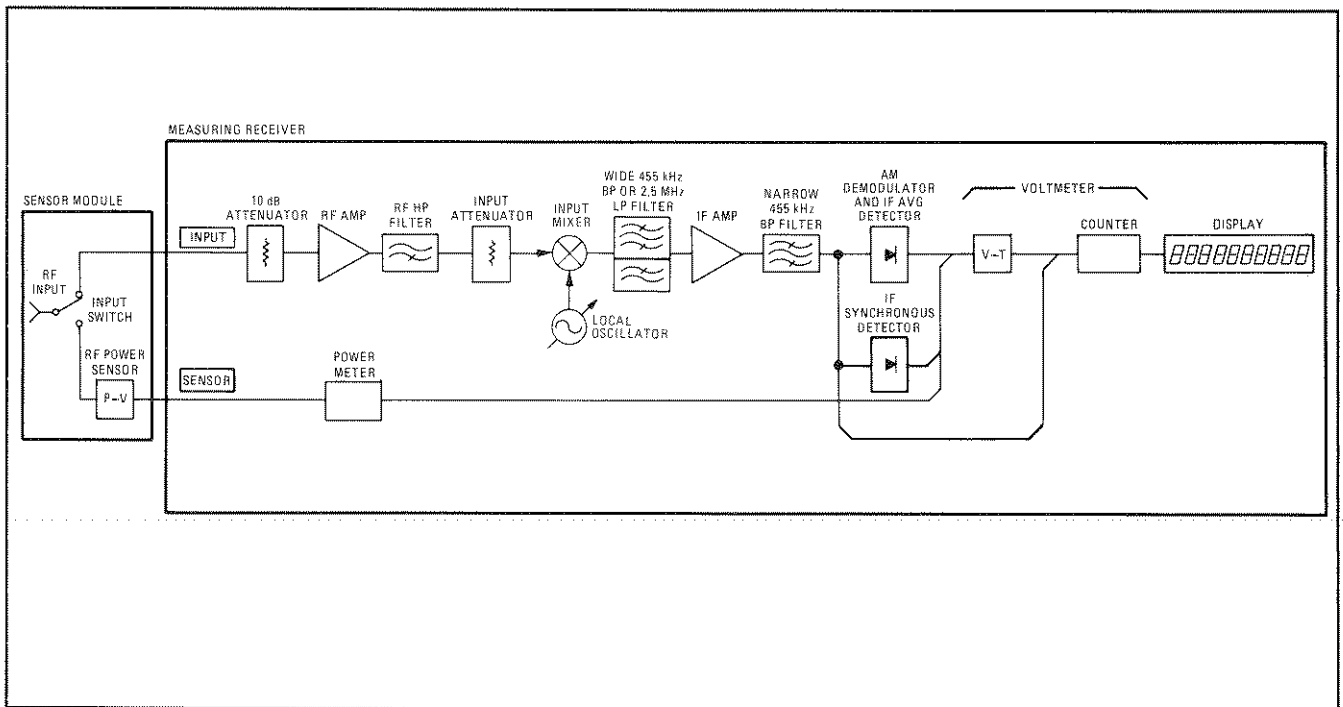 MEASURING RECEIVER
SENSOR MODULE
RF
INPUT
INPUT
SWITCH
RF POWER
SENSOR
P→V
INPUT
SENSOR
10 dB
ATTENUATOR
RF AMP
RF HP
FILTER
INPUT
ATTENUATOR
INPUT
MIXER
LOCAL
OSCILLATOR
WIDE 455 kHz
BP OR 2,5 MHz
LP FILTER
IF AMP
NARROW
455 kHz
BP FILTER
AM
DEMODULATOR
AND IF AVG
DETECTOR
IF
SYNCHRONOUS
DETECTOR
POWER
METER
VOLTMETER
V→T
COUNTER
DISPLAY
0000000000